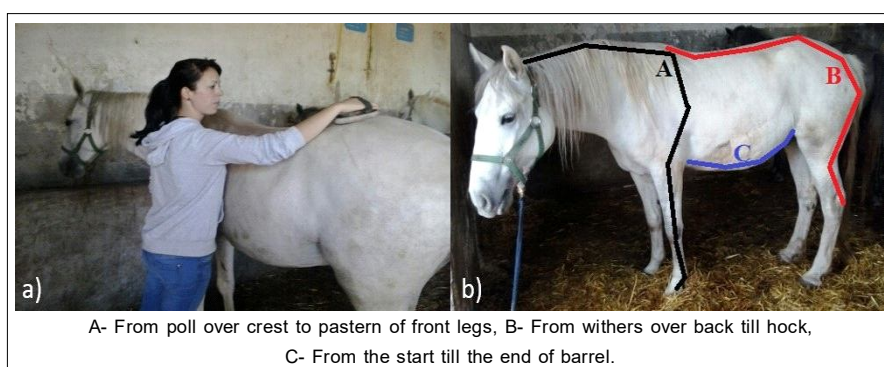 a)
b)
A
B
C
A- From poll over crest to pastern of front legs, B- From withers over back till hock,
C- From the start till the end of barrel.